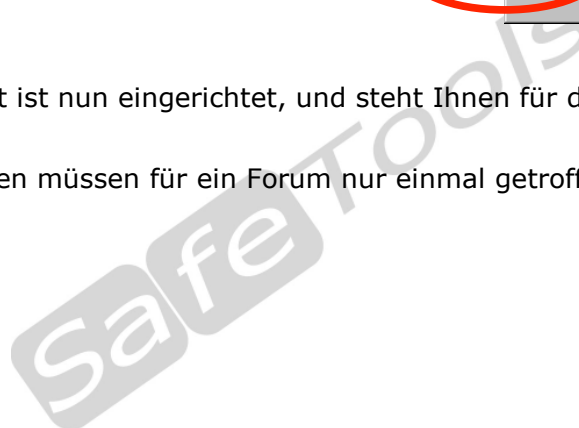 t ist nun eingerichtet, und steht Ihnen für d
en müssen für ein Forum nur einmal getroff
SafeTools